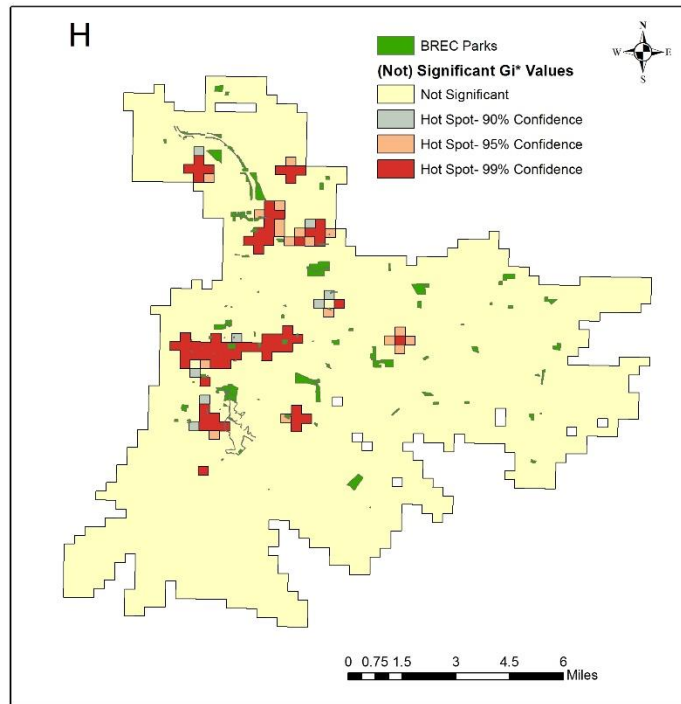 H
BREC Parks
(Not) Significant Gi* Values
Not Significant
Hot Spot- 90% Confidence
Hot Spot- 95% Confidence
Hot Spot- 99% Confidence
N
W E
S
0 0.75 1.5 3 4.5 6
Miles